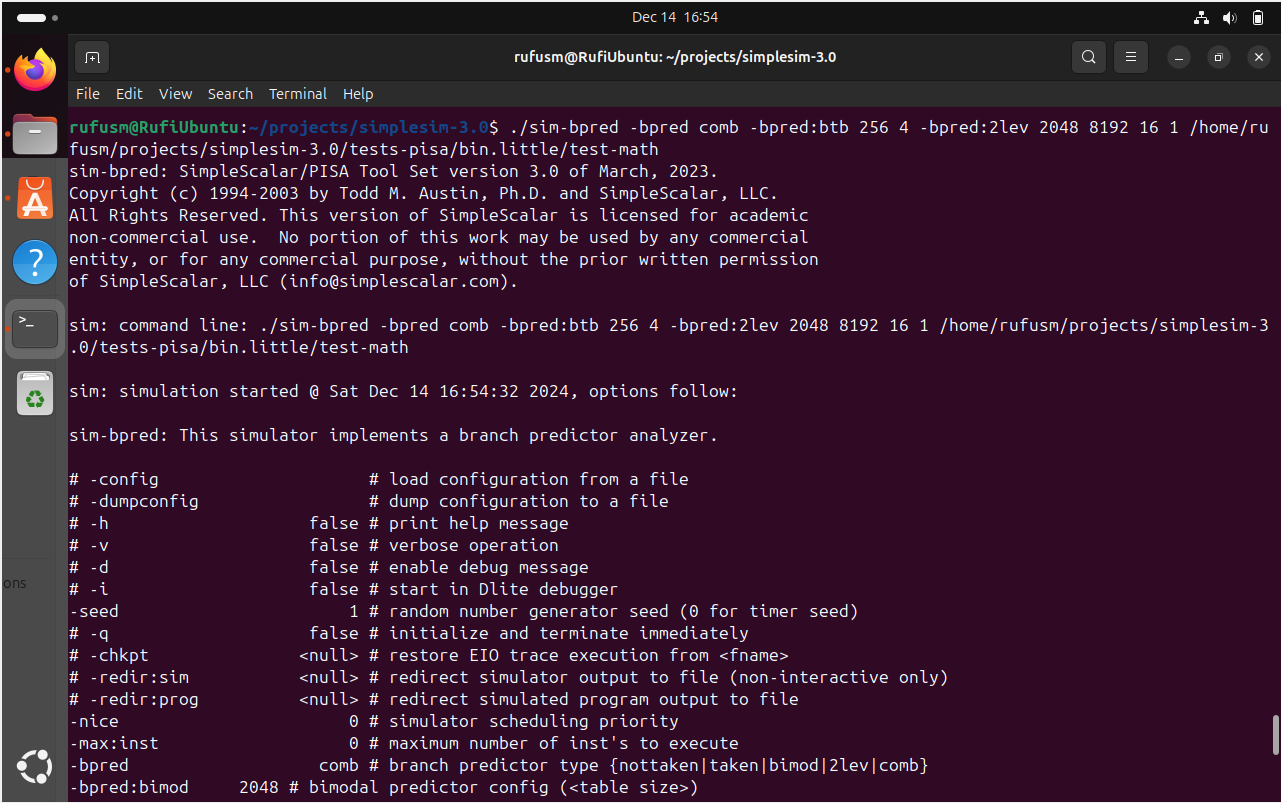 Dec 14 16:54
rufusm@RufiUbuntu: ~/projects/simplesim-3.0
File Edit View Search Terminal Help
rufusm@RufiUbuntu:~/projects/simplesim-3.0$ ./sim-bpred -bpred comb -bpred:btb 256 4 -bpred:2lev 2048 8192 16 1 /home/ru
fusm/projects/simplesim-3.0/tests-pisa/bin.little/test-math
sim-bpred: SimpleScalar/PISA Tool Set version 3.0 of March, 2023.
Copyright (c) 1994-2003 by Todd M. Austin, Ph.D. and SimpleScalar, LLC.
All Rights Reserved. This version of SimpleScalar is licensed for academic
non-commercial use.  No portion of this work may be used by any commercial
entity, or for any commercial purpose, without the prior written permission
of SimpleScalar, LLC (info@simplescalar.com).
sim: command line: ./sim-bpred -bpred comb -bpred:btb 256 4 -bpred:2lev 2048 8192 16 1 /home/rufusm/projects/simplesim-3
.0/tests-pisa/bin.little/test-math
sim: simulation started @ Sat Dec 14 16:54:32 2024, options follow:
sim-bpred: This simulator implements a branch predictor analyzer.
# -config                     # load configuration from a file
# -dumpconfig                 # dump configuration to a file
# -h                    false # print help message
# -v                    false # verbose operation
# -d                    false # enable debug message
# -i                    false # start in Dlite debugger
-seed                       1 # random number generator seed (0 for timer seed)
# -q                    false # initialize and terminate immediately
# -chkpt               <null> # restore EIO trace execution from <fname>
# -redir:sim           <null> # redirect simulator output to file (non-interactive only)
# -redir:prog          <null> # redirect simulated program output to file
-nice                       0 # simulator scheduling priority
-max:inst                   0 # maximum number of inst's to execute
-bpred                   comb # branch predictor type {nottaken|taken|bimod|2lev|comb}
-bpred:bimod     2048 # bimodal predictor config (<table size>)
ons